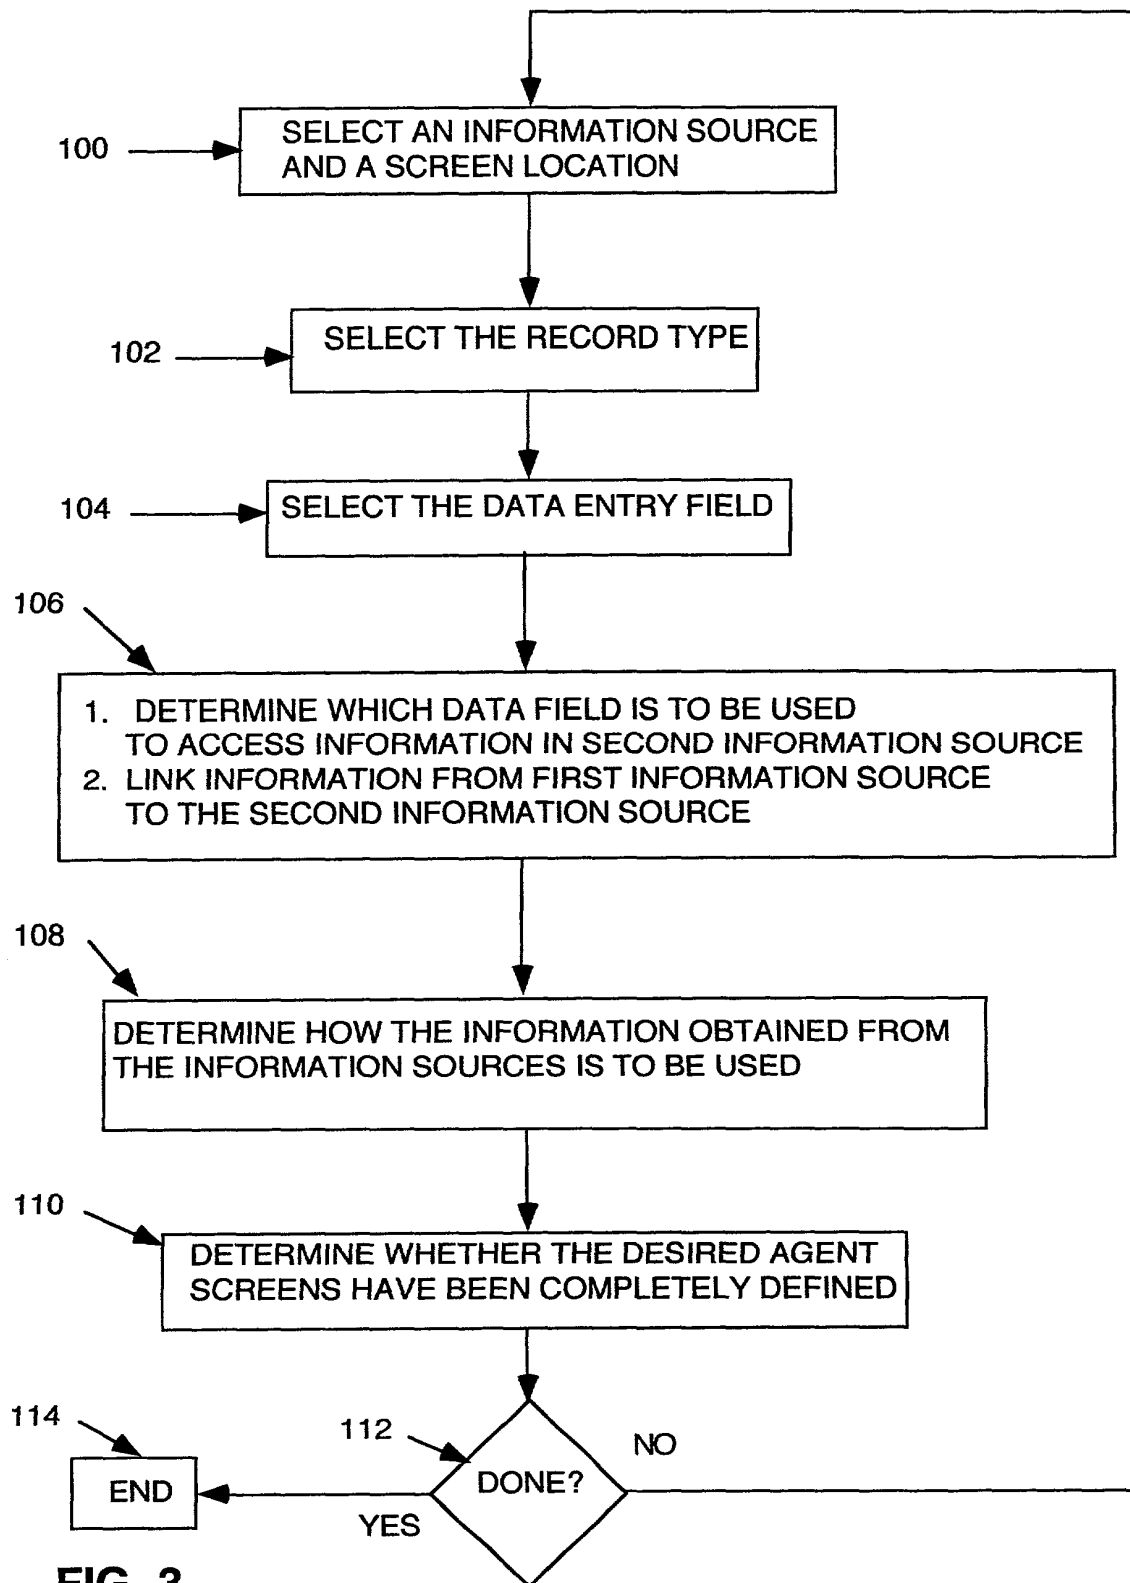 100
SELECT AN INFORMATION SOURCE
AND A SCREEN LOCATION
102
SELECT THE RECORD TYPE
104
SELECT THE DATA ENTRY FIELD
106
1. DETERMINE WHICH DATA FIELD IS TO BE USED
TO ACCESS INFORMATION IN SECOND INFORMATION SOURCE
2. LINK INFORMATION FROM FIRST INFORMATION SOURCE
TO THE SECOND INFORMATION SOURCE
108
DETERMINE HOW THE INFORMATION OBTAINED FROM
THE INFORMATION SOURCES IS TO BE USED
110
DETERMINE WHETHER THE DESIRED AGENT
SCREENS HAVE BEEN COMPLETELY DEFINED
114
112
NO
DONE?
END
YES
FIG. 3